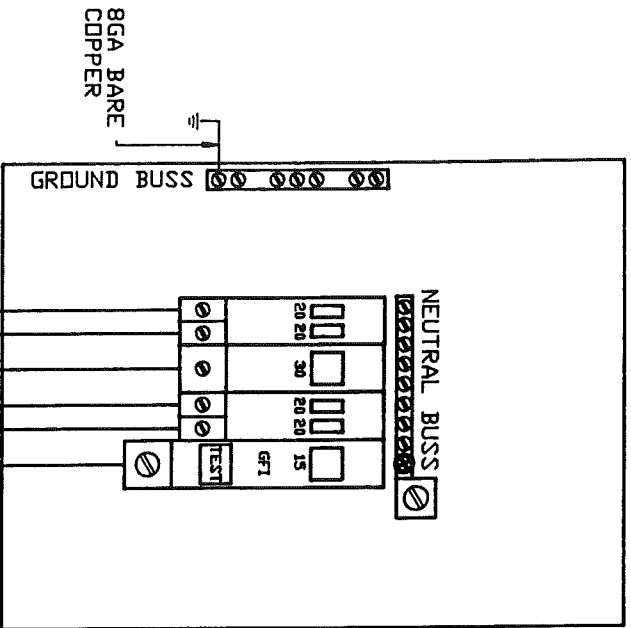 8GA BARE
COPPER
GROUND BUSS
NEUTRAL BUSS
20
20
30
20
20
15
GFI
TEST